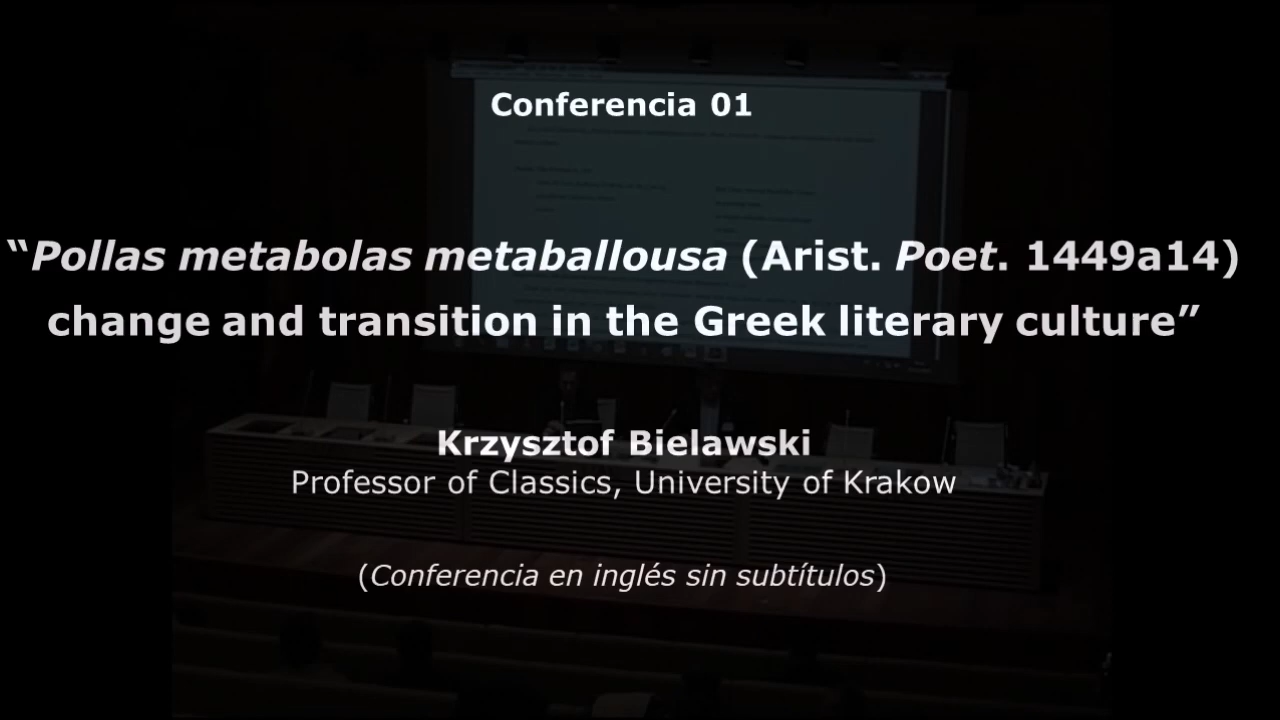 Conferencia 01
“Pollas metabolas metaballousa (Arist. Poet. 1449a14)
change and transition in the Greek literary culture”
Krzysztof Bielawski
Professor of Classics, University of Krakow
(Conferencia en inglés sin subtítulos)